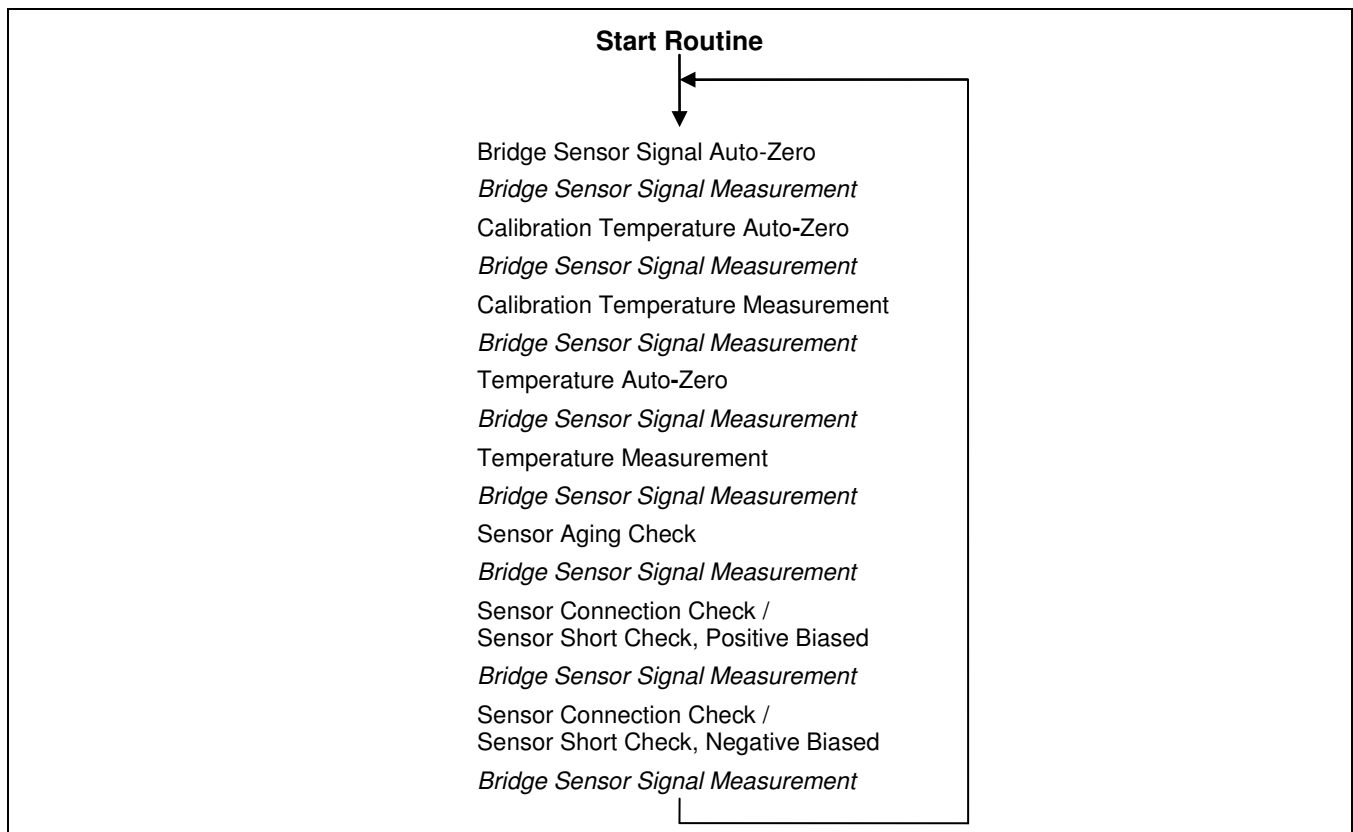 Start Routine
Bridge Sensor Signal Auto-Zero
Bridge Sensor Signal Measurement
Calibration Temperature Auto-Zero
Bridge Sensor Signal Measurement
Calibration Temperature Measurement
Bridge Sensor Signal Measurement
Temperature Auto-Zero
Bridge Sensor Signal Measurement
Temperature Measurement
Bridge Sensor Signal Measurement
Sensor Aging Check
Bridge Sensor Signal Measurement
Sensor Connection Check /
Sensor Short Check, Positive Biased
Bridge Sensor Signal Measurement
Sensor Connection Check /
Sensor Short Check, Negative Biased
Bridge Sensor Signal Measurement